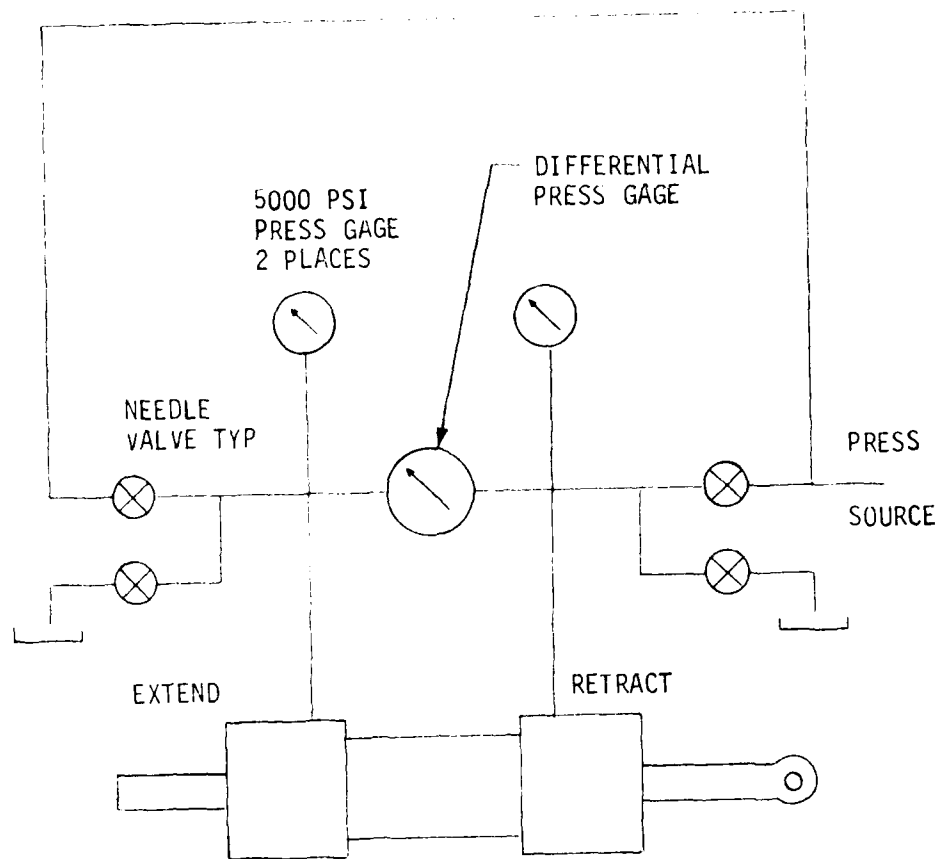 DIFFERENTIAL
PRESS GAGE
5000 PSI
PRESS GAGE
2 PLACES
NEEDLE
VALVE TYP
PRESS
SOURCE
EXTEND
RETRACT